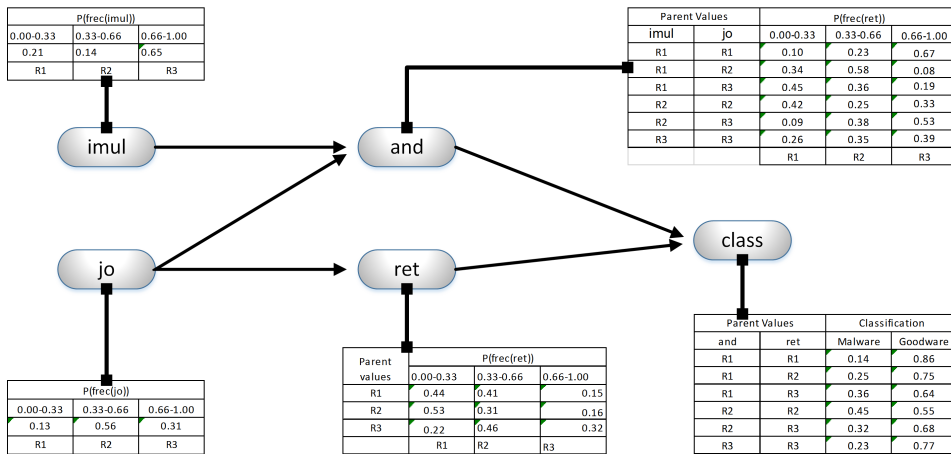 P(frec(imul))
0.00-0.33 0.33-0.66 0.66-1.00
0.21 0.14 0.65
R1 R2 R3
Parent Values P(frec(ret))
imul jo 0.00-0.33 0.33-0.66 0.66-1.00
R1 R1 0.10 0.23 0.67
R1 R2 0.34 0.58 0.08
R1 R3 0.45 0.36 0.19
R2 R2 0.42 0.25 0.33
R2 R3 0.09 0.38 0.53
R3 R3 0.26 0.35 0.39
R1 R2 R3
imul
and
class
jo
ret
P(frec(jo))
0.00-0.33 0.33-0.66 0.66-1.00
0.13 0.56 0.31
R1 R2 R3
Parent values P(frec(ret))
0.00-0.33 0.33-0.66 0.66-1.00
R1 0.44 0.41 0.15
R2 0.53 0.31 0.16
R3 0.22 0.46 0.32
R1 R2 R3
Parent Values Classification
and ret Malware Goodware
R1 R1 0.14 0.86
R1 R2 0.25 0.75
R1 R3 0.36 0.64
R2 R2 0.45 0.55
R2 R3 0.32 0.68
R3 R3 0.23 0.77